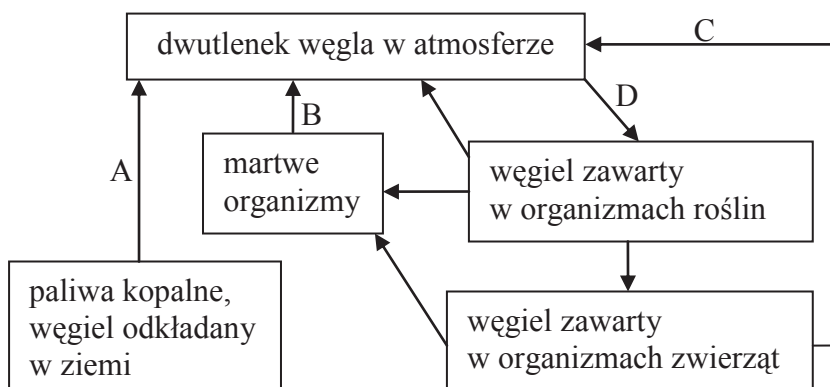 dwutlenek węgla w atmosferze
C
D
B
A
martwe
organizmy
węgiel zawarty
w organizmach roślin
paliwa kopalne,
węgiel odkładany
w ziemi
węgiel zawarty
w organizmach zwierząt